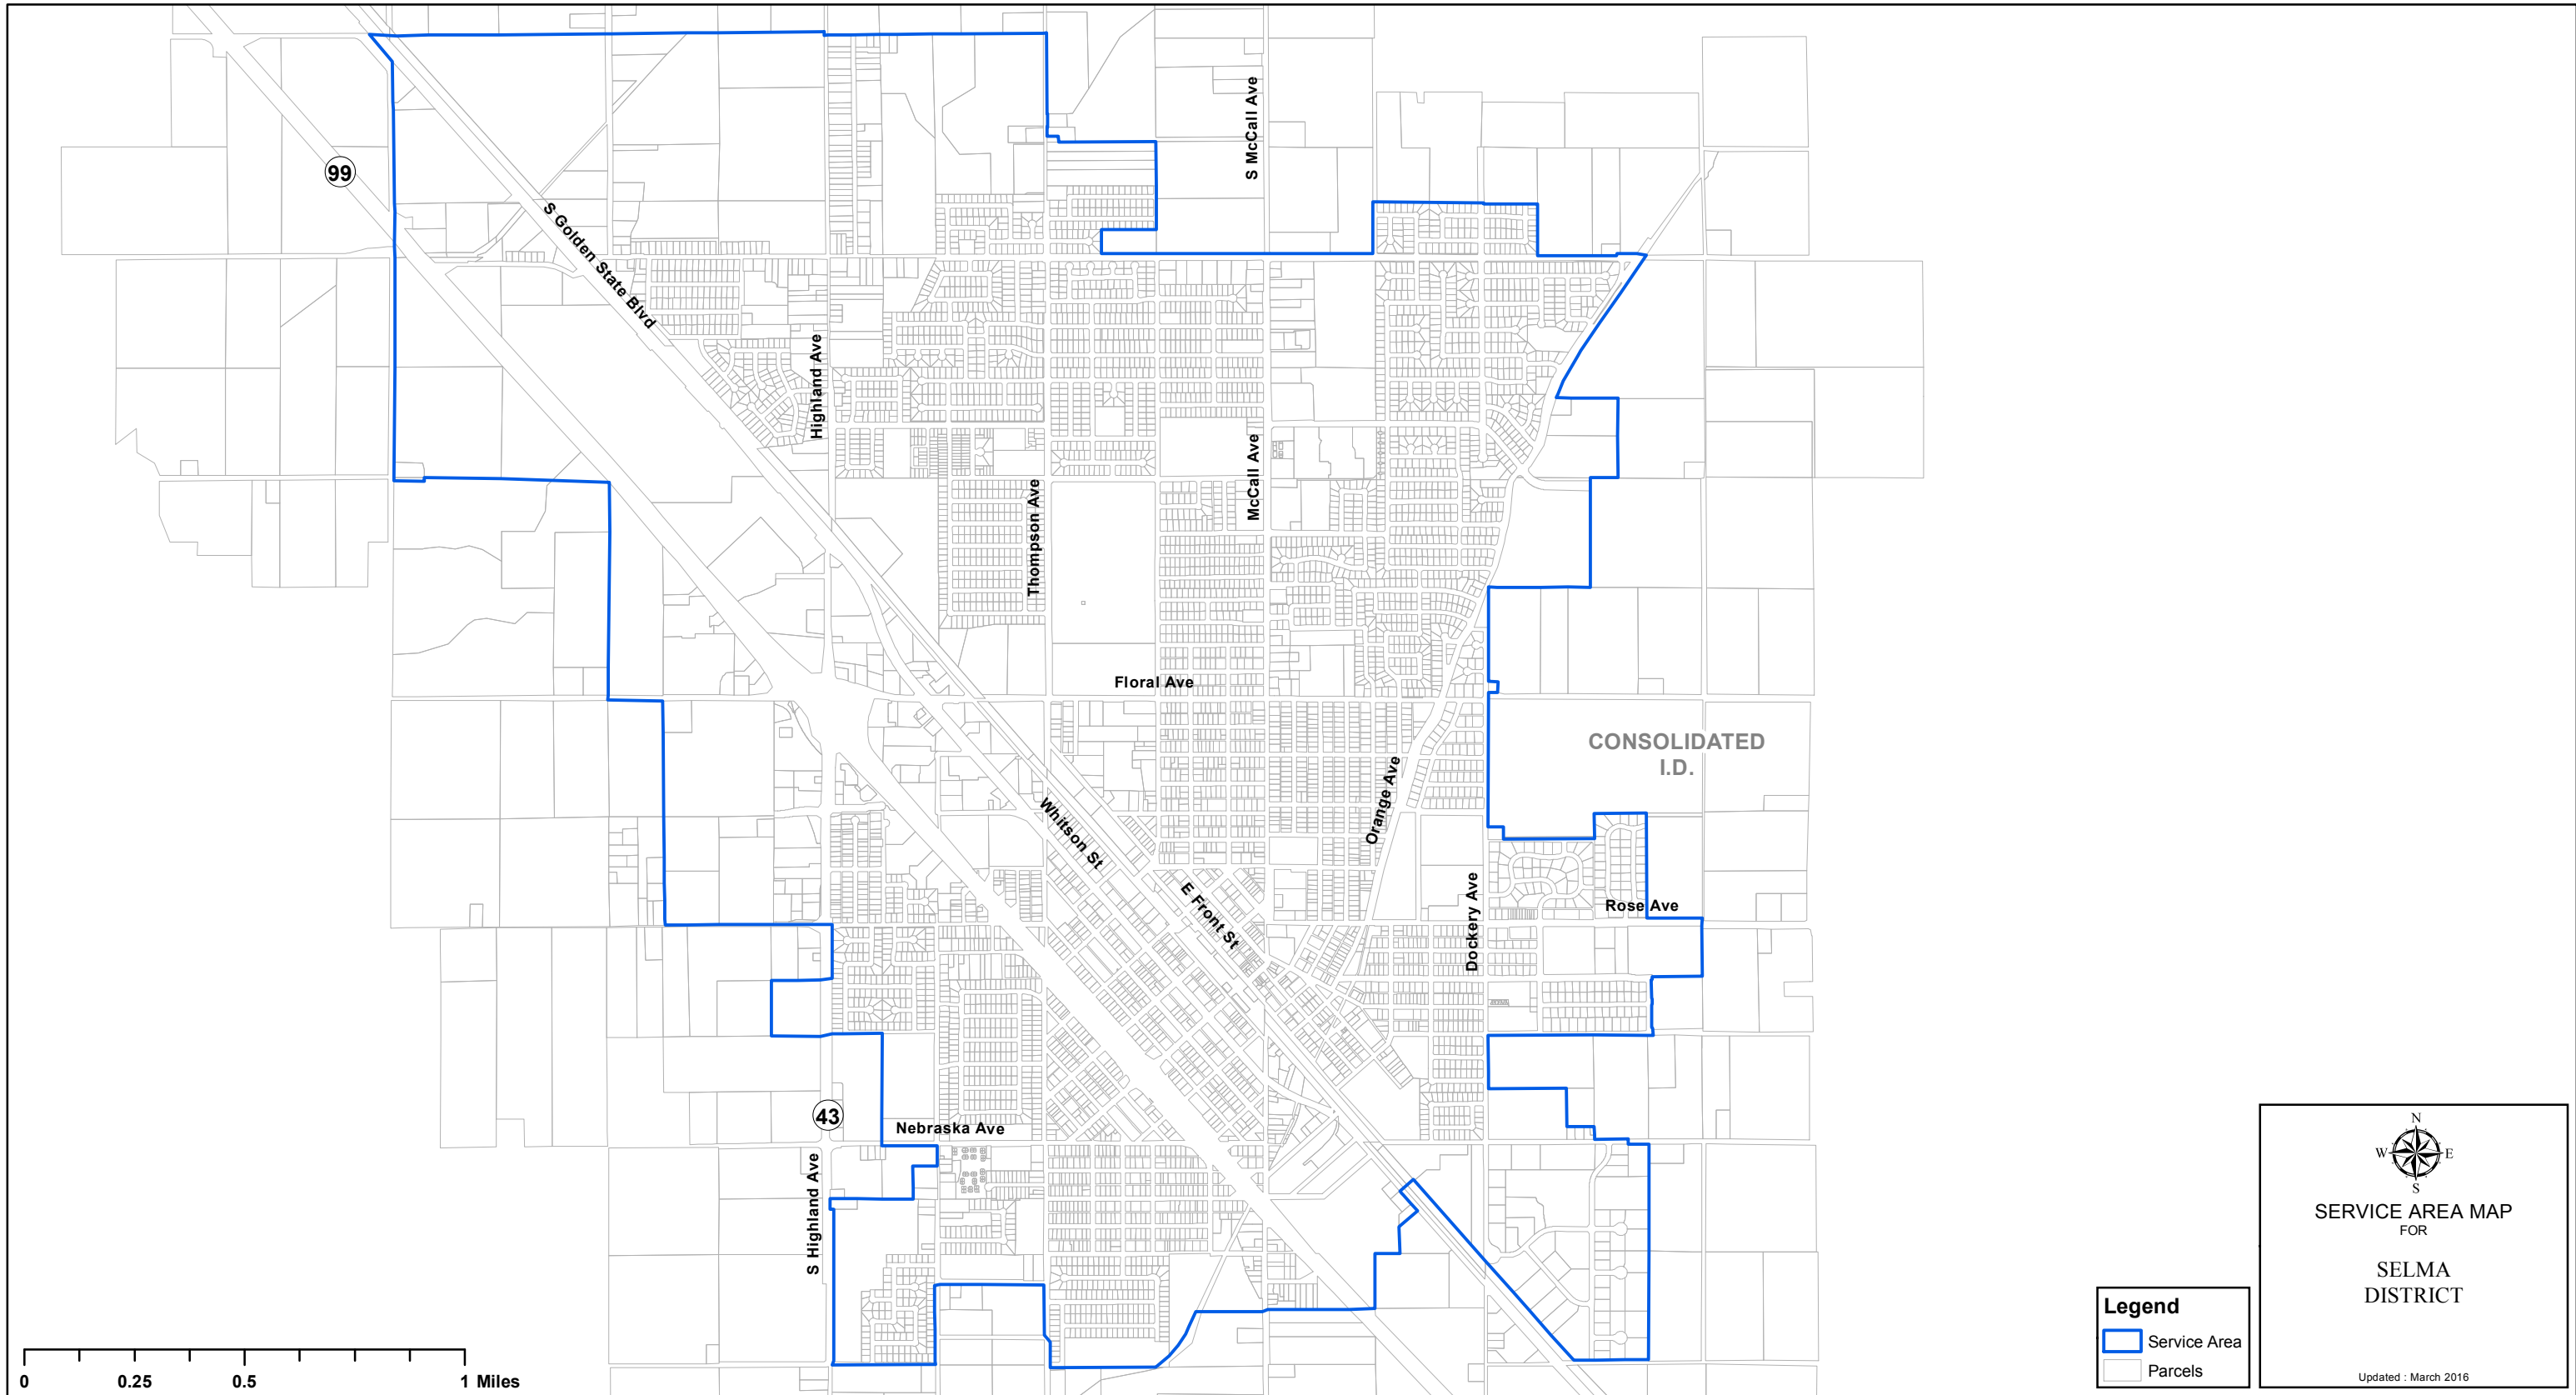 S McCall Ave
99
S Golden State Blvd
Highland Ave
McCall Ave
Thompson Ave
Floral Ave
CONSOLIDATED
I.D.
Orange Ave
Whitson St
E Front St
Dockery Ave
Rose Ave
43
Nebraska Ave
S Highland Ave
N
W E
S
SERVICE AREA MAP
FOR
SELMA
DISTRICT
Updated : March 2016
Legend
Service Area
Parcels
0 0.25 0.5 1 Miles